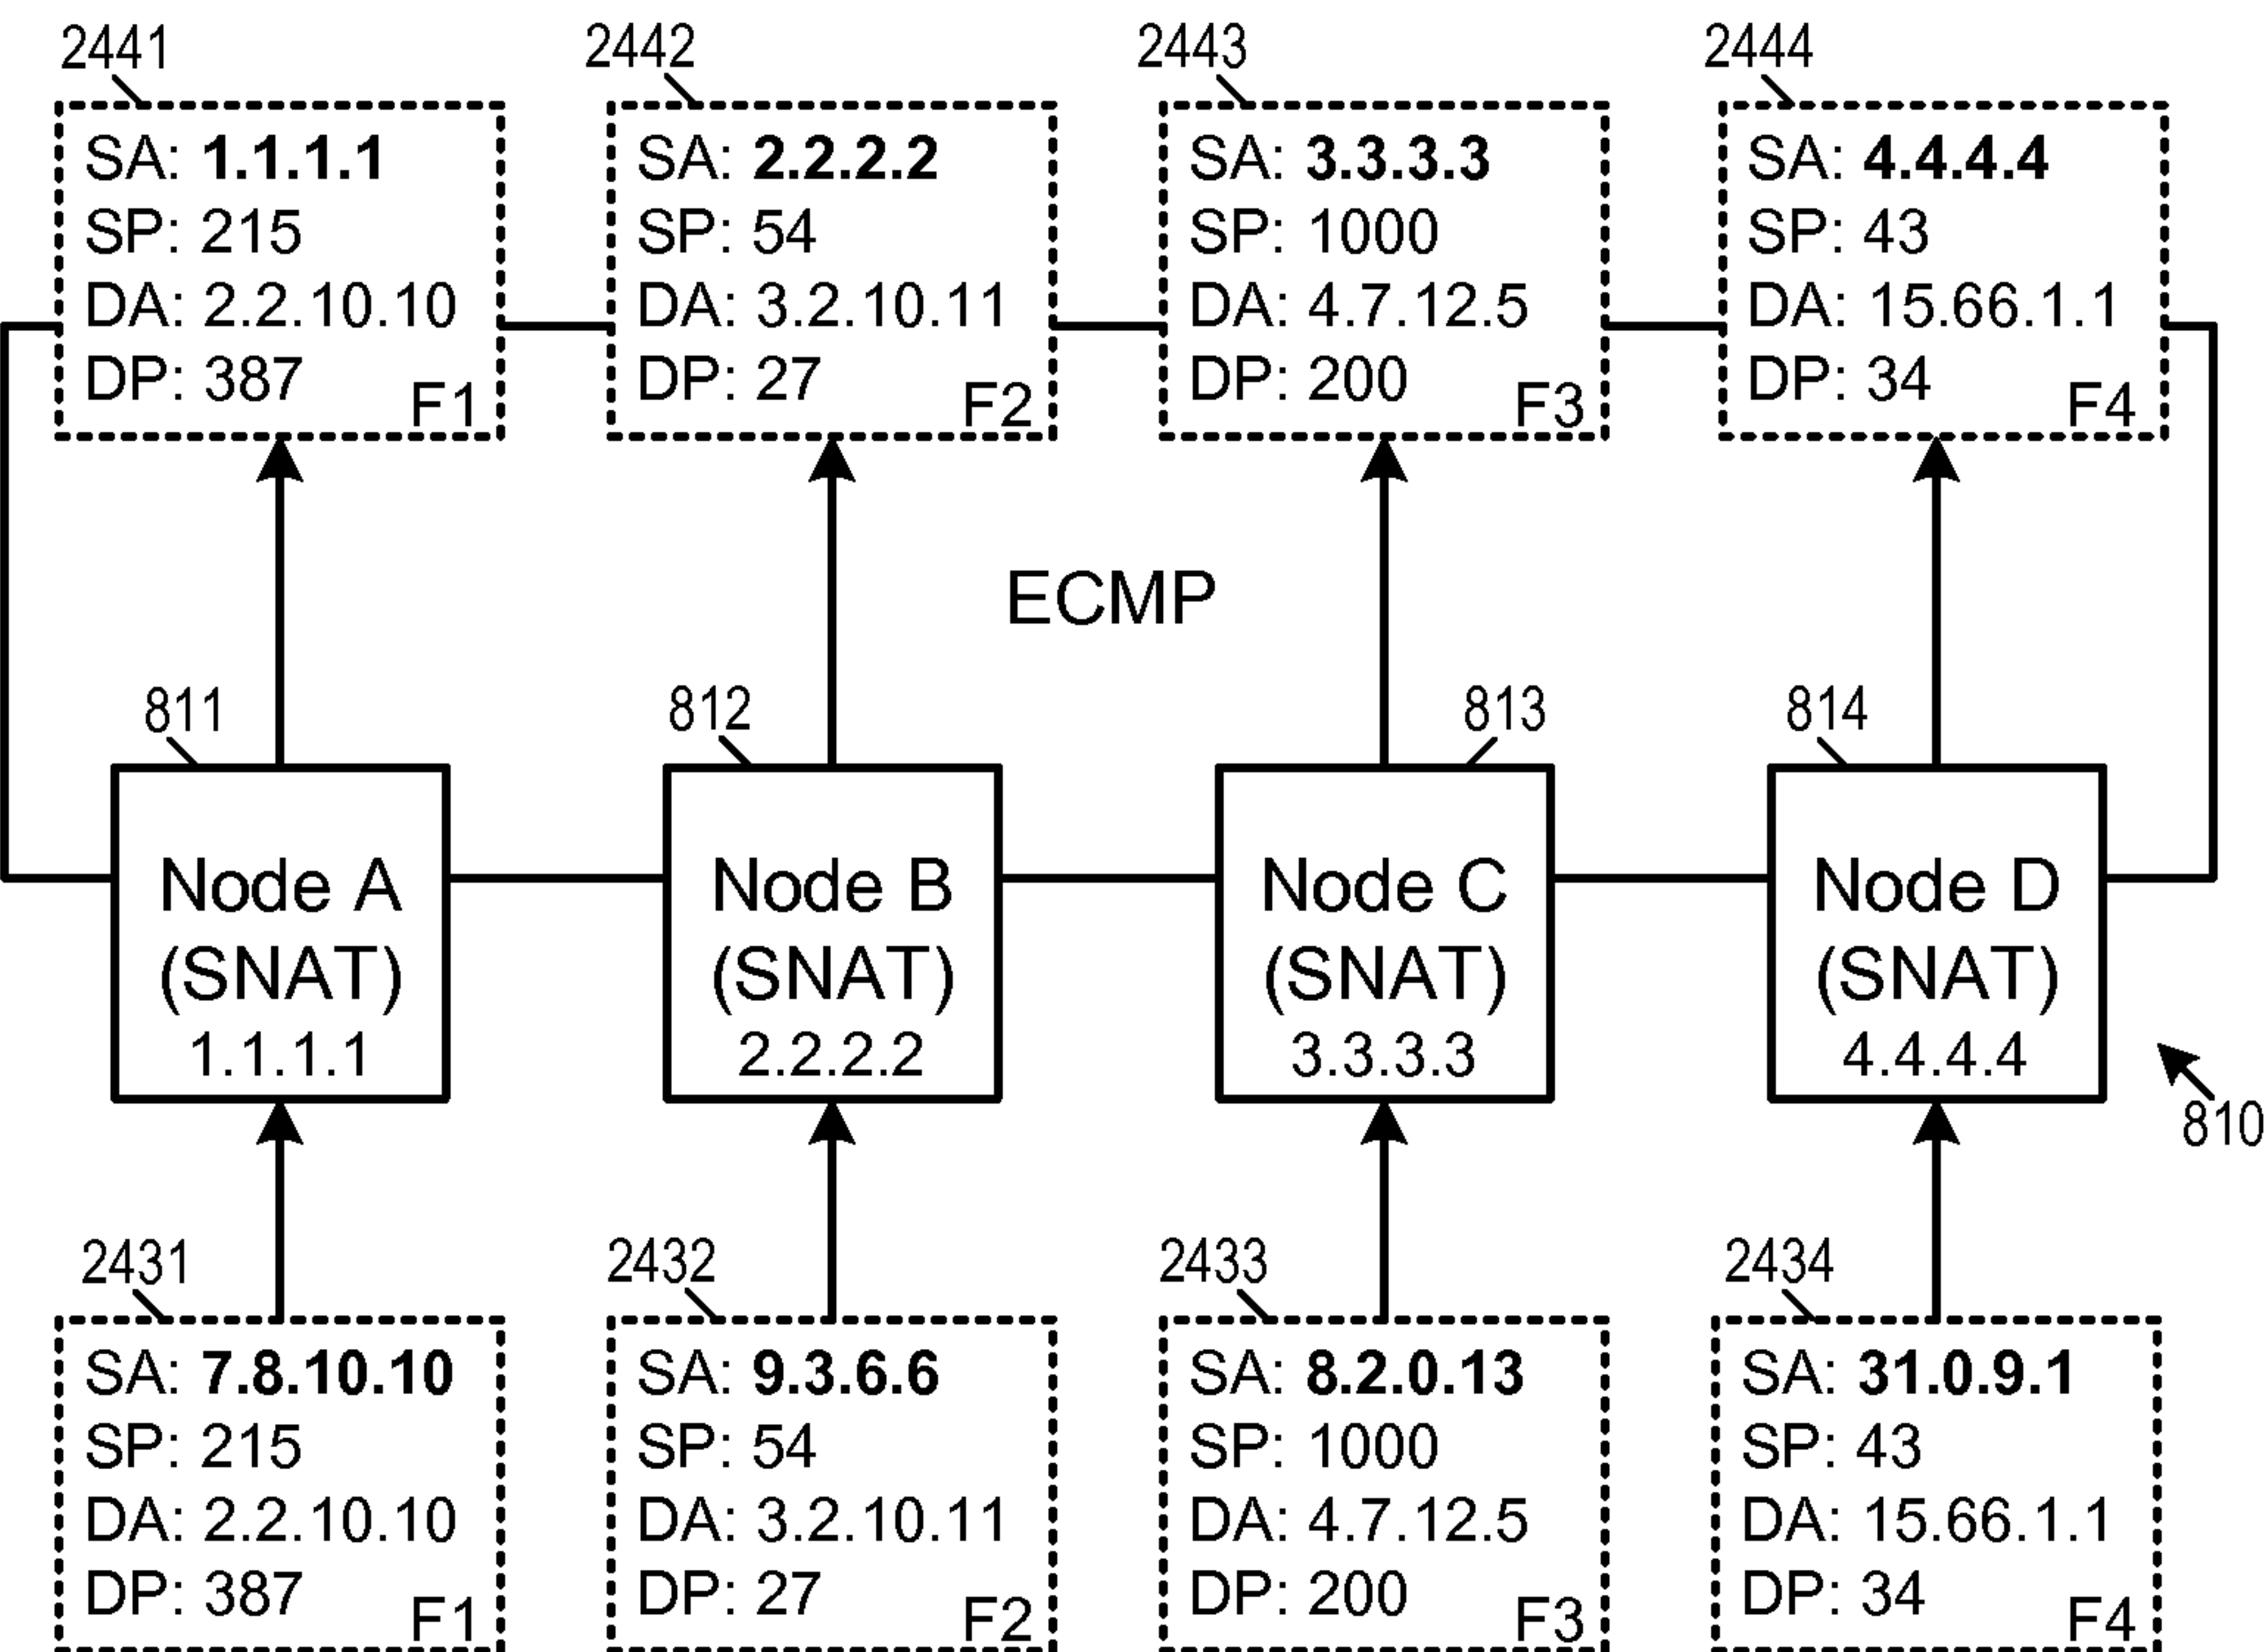 2441
2442
2443
2444
SA: 1.1.1.1
SP: 215
DA: 2.2.10.10
DP: 387
F1
SA: 2.2.2.2
SP: 54
DA: 3.2.10.11
DP: 27
F2
SA: 3.3.3.3
SP: 1000
DA: 4.7.12.5
DP: 200
F3
SA: 4.4.4.4
SP: 43
DA: 15.66.1.1
DP: 34
F4
ECMP
811
812
813
814
Node A
(SNAT)
1.1.1.1
Node B
(SNAT)
2.2.2.2
Node C
(SNAT)
3.3.3.3
Node D
(SNAT)
4.4.4.4
810
2431
2432
2433
2434
SA: 7.8.10.10
SP: 215
DA: 2.2.10.10
DP: 387
F1
SA: 9.3.6.6
SP: 54
DA: 3.2.10.11
DP: 27
F2
SA: 8.2.0.13
SP: 1000
DA: 4.7.12.5
DP: 200
F3
SA: 31.0.9.1
SP: 43
DA: 15.66.1.1
DP: 34
F4